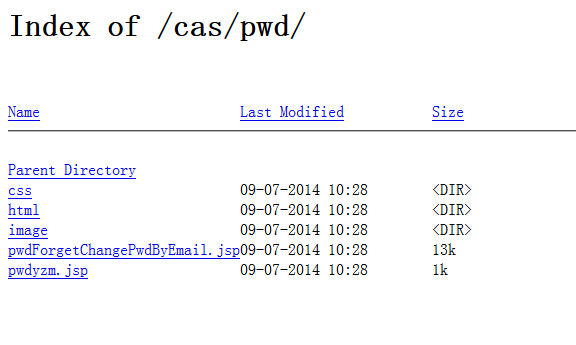 Index of /cas/pwd/
Name Last Modified Size
Parent Directory
css 09-07-2014 10:28 <DIR>
html 09-07-2014 10:28 <DIR>
image 09-07-2014 10:28 <DIR>
pwdForgetChangePwdByEmail.jsp 09-07-2014 10:28 13k
pwdyzm.jsp 09-07-2014 10:28 1k